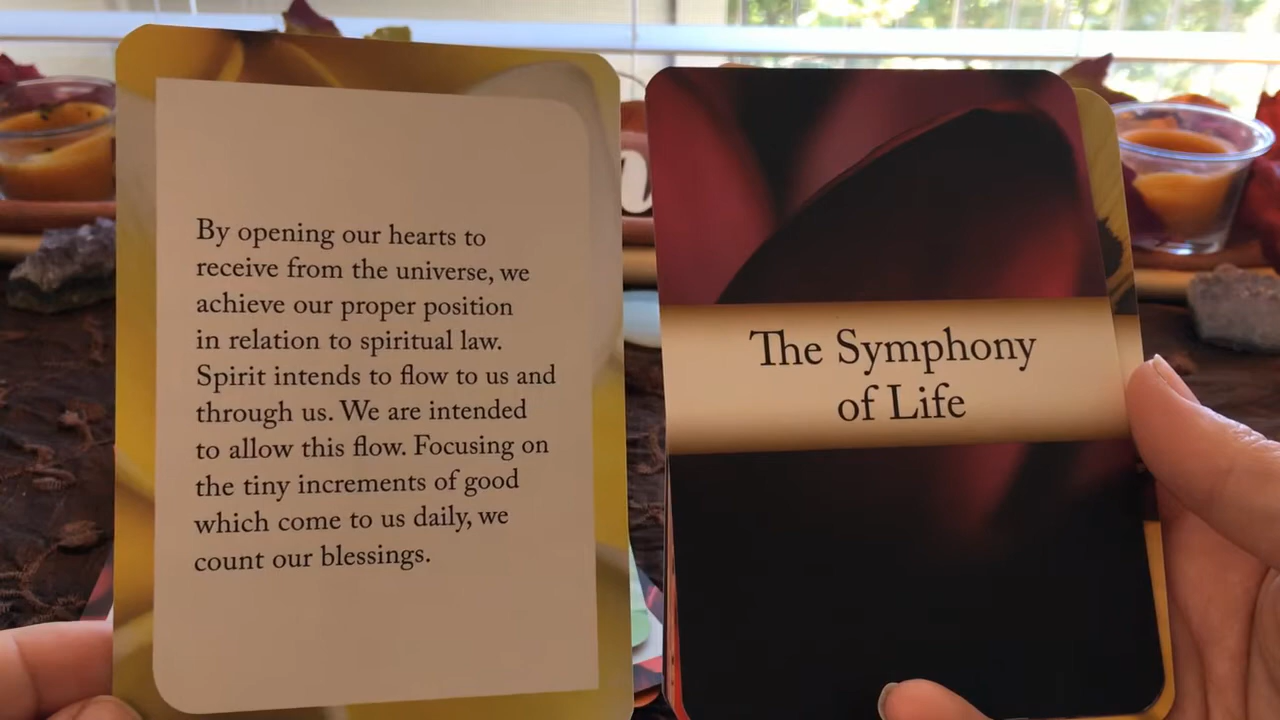 By opening our hearts to
receive from the universe, we
achieve our proper position
in relation to spiritual law.
Spirit intends to flow to us and
through us. We are intended
to allow this flow. Focusing on
the tiny increments of good
which come to us daily, we
count our blessings.
The Symphony
of Life